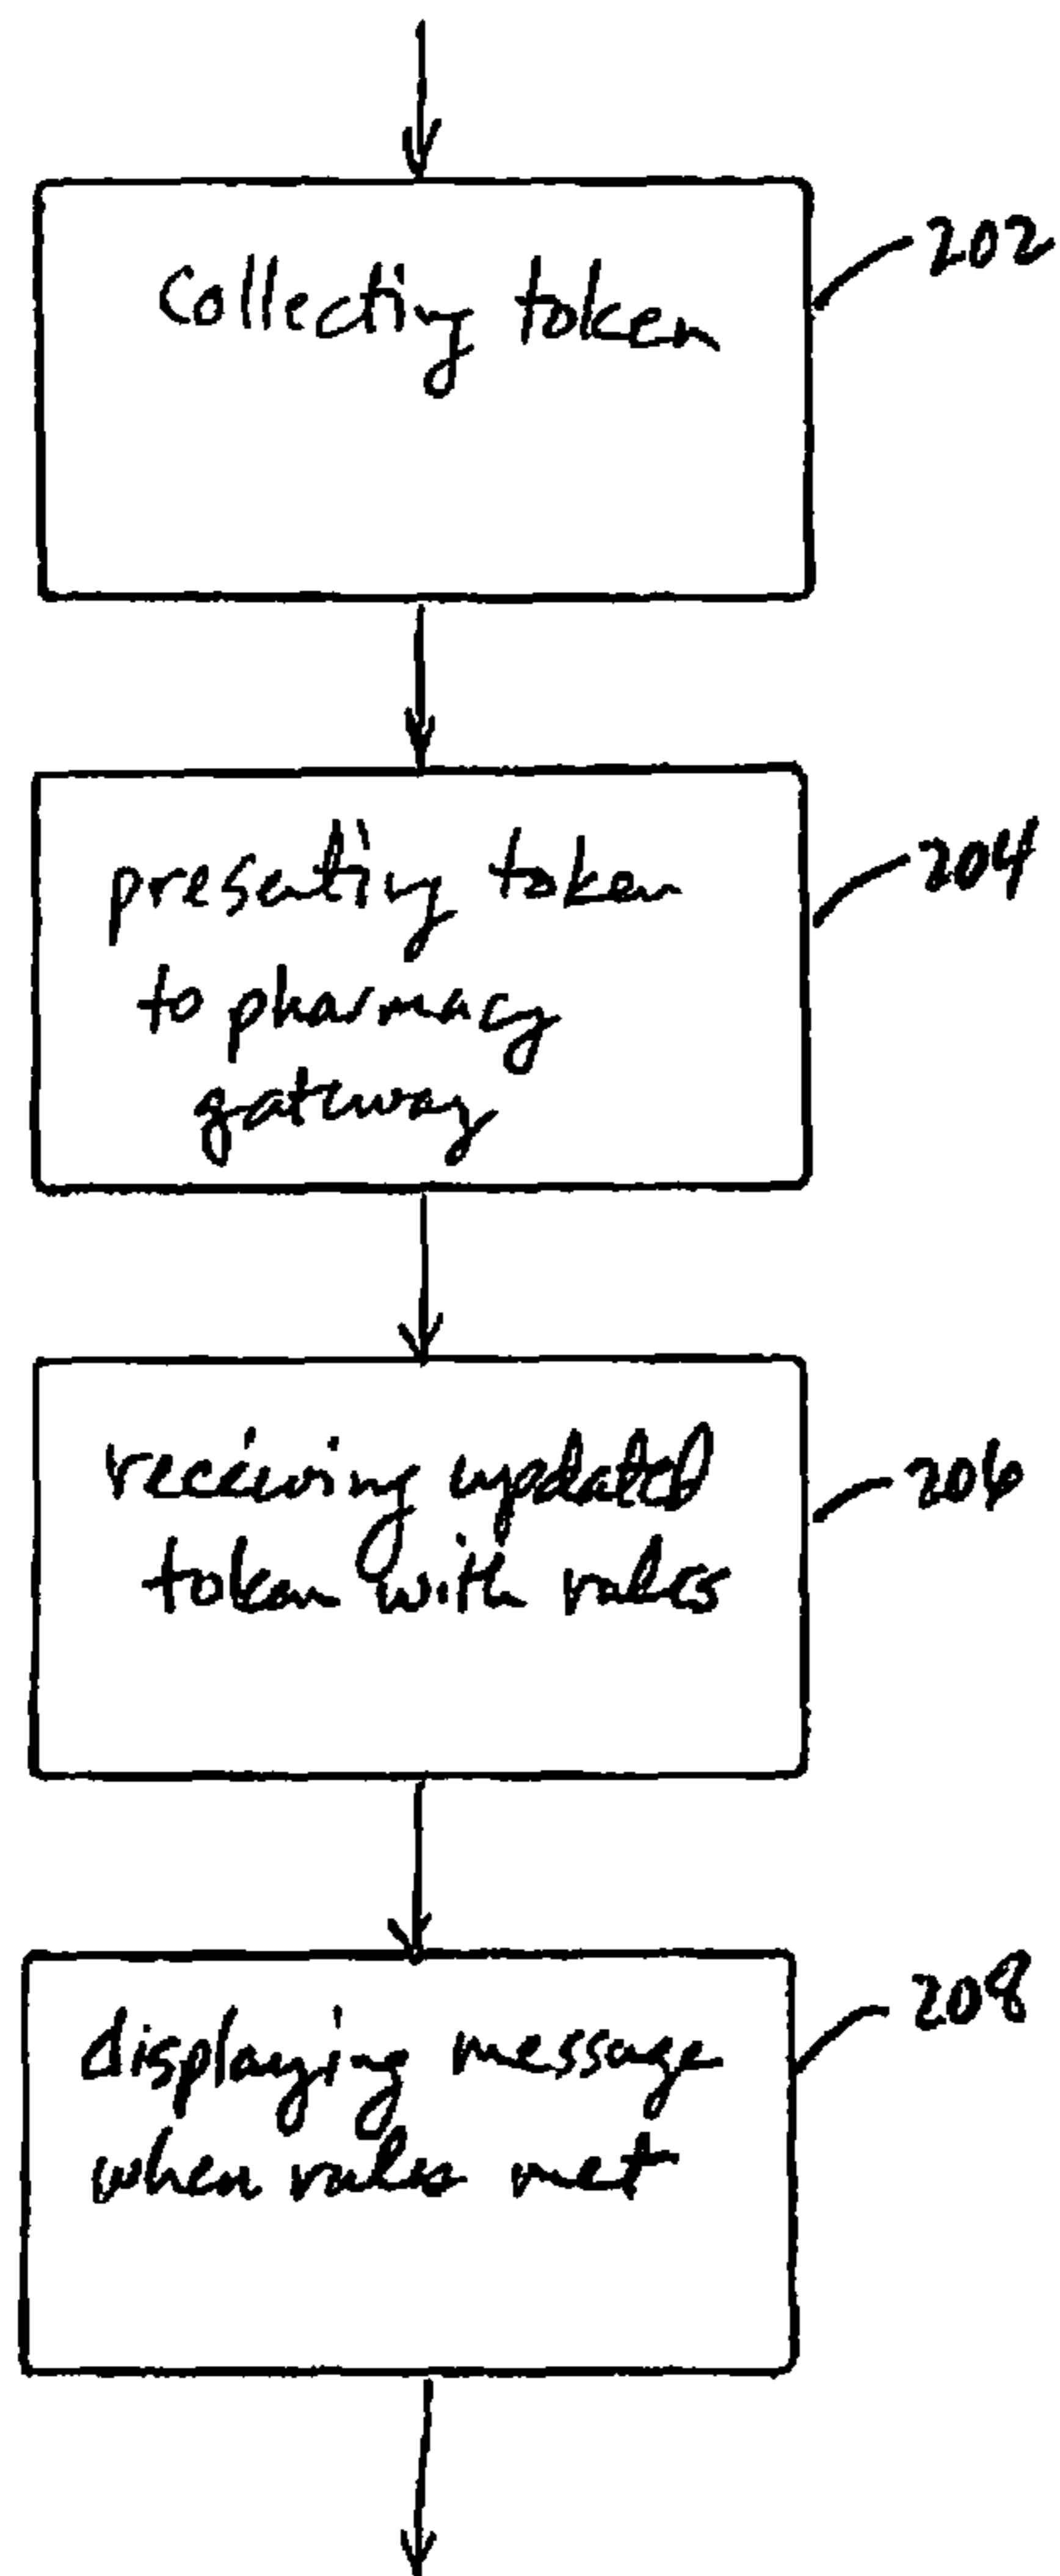 Collecting token
202
presenting token
to pharmacy
gateway
204
receiving updated
token with rules
206
displaying message
when rules met
208